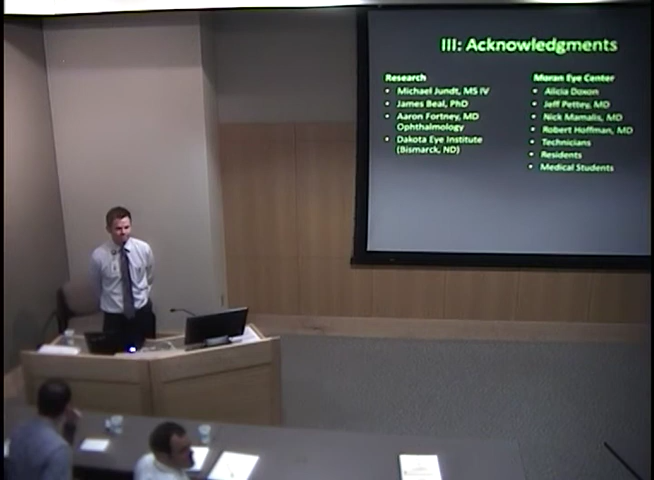 III: Acknowledgments
Research
• Michael Jundt, MS IV
• James Beal, PhD
• Aaron Fortney, MD
Ophthalmology
• Dakota Eye Institute
(Bismarck, ND)
Moran Eye Center
• Alicia Doxon
• Jeff Pettey, MD
• Nick Mamalis, MD
• Robert Hoffman, MD
• Technicians
• Residents
• Medical Students